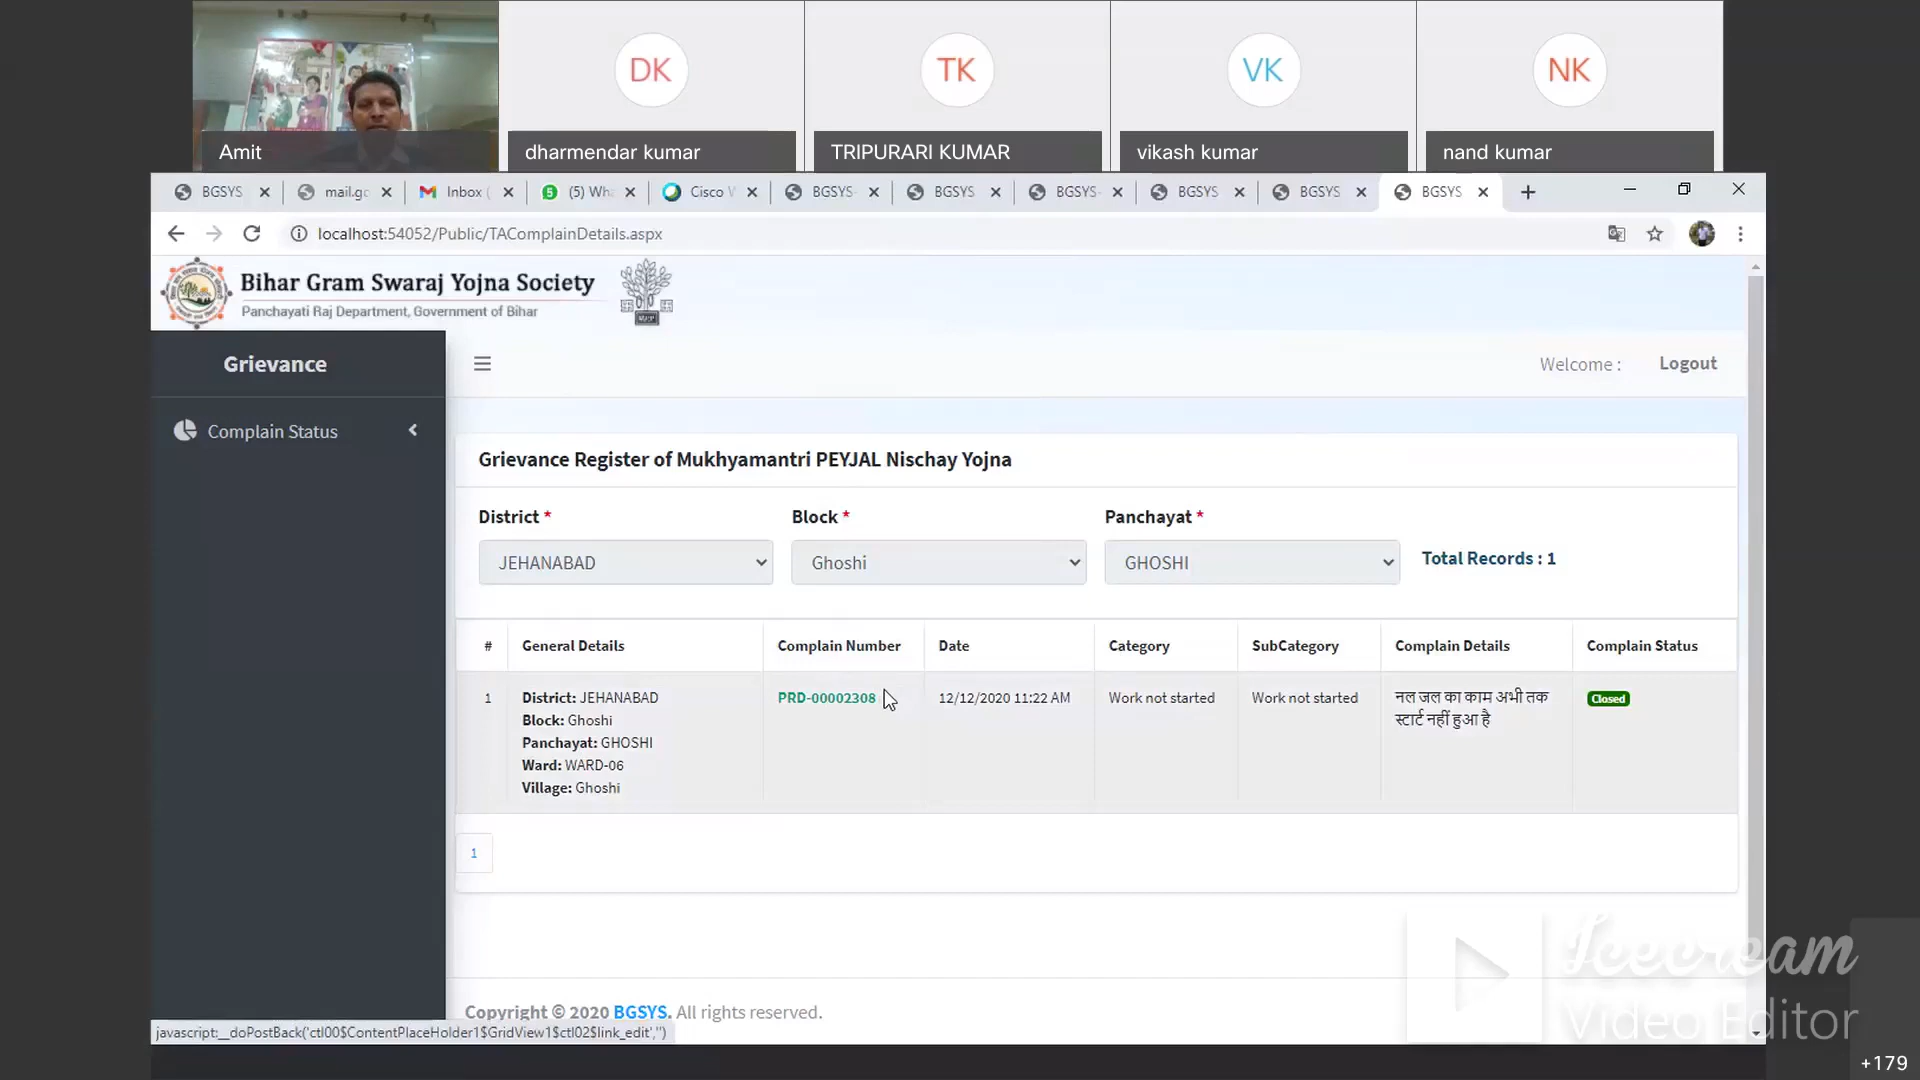 DK
TK
VK
NK
Amit
dharmendar kumar
TRIPURARI KUMAR
vikash kumar
nand kumar
BGSYS
mail.gc
Inbox (
(5) Wha
Cisco V
BGSYS-
BGSYS
BGSYS-
BGSYS
BGSYS
BGSYS
localhost:54052/Public/TAComplainDetails.aspx
Bihar Gram Swaraj Yojna Society
Panchayati Raj Department, Government of Bihar
Grievance
Welcome :
Logout
Complain Status
Grievance Register of Mukhyamantri PEYJAL Nischay Yojna
District *
Block *
Panchayat *
JEHANABAD
Ghoshi
GHOSHI
Total Records : 1
# General Details Complain Number Date Category SubCategory Complain Details Complain Status
1 District: JEHANABAD PRD-00002308 12/12/2020 11:22 AM Work not started Work not started नल जल का काम अभी तक Closed
Block: Ghoshi स्टार्ट नहीं हुआ है
Panchayat: GHOSHI
Ward: WARD-06
Village: Ghoshi
1
Copyright © 2020 BGSYS. All rights reserved.
javascript:__doPostBack('ctl00$ContentPlaceHolder1$GridView1$ctl02$link_edit','')
Icecream
Video Editor
+179